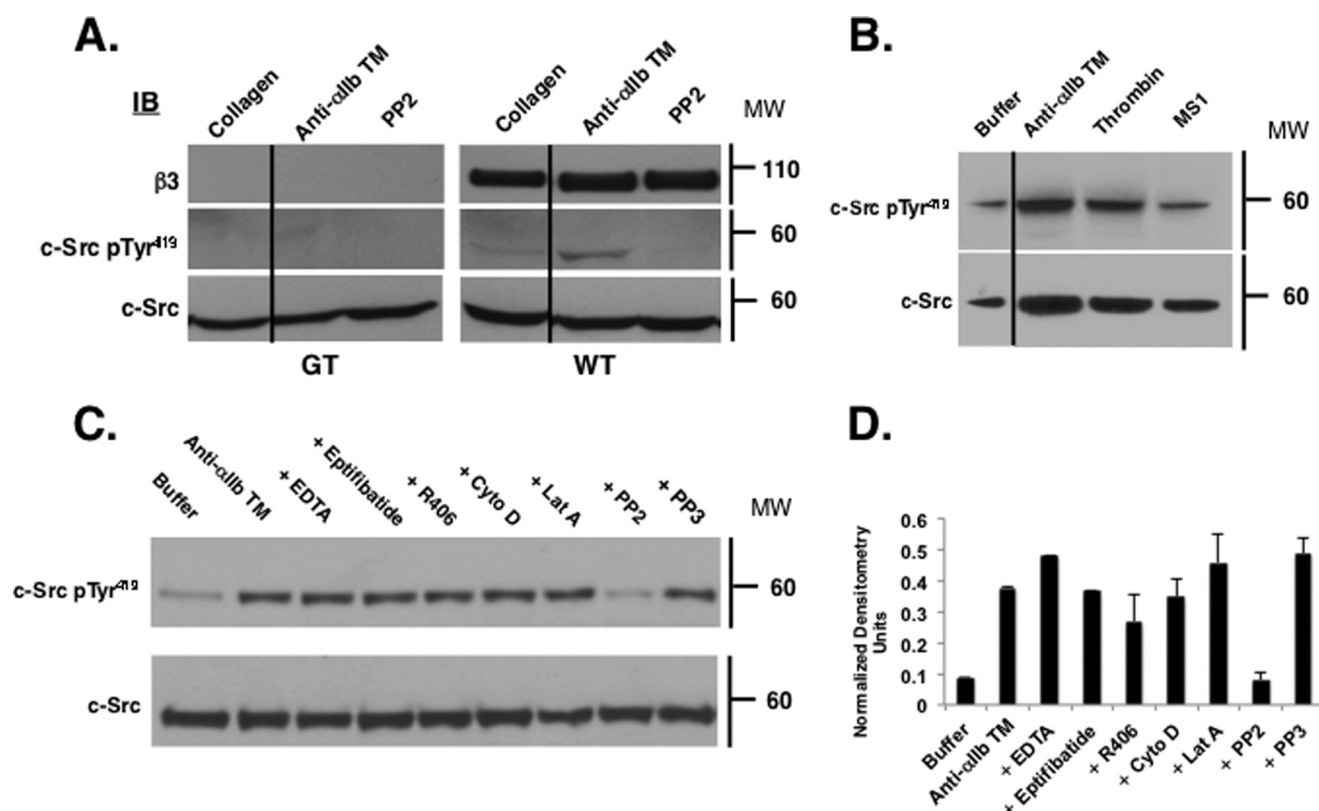 A.
IB
Collagen
Anti-αIIb TM
PP2
Collagen
Anti-αIIb TM
PP2
MW
β3
110
c-Src pTyr419
60
c-Src
60
GT
WT
B.
Buffer
Anti-αIIb TM
Thrombin
MS1
MW
c-Src pTyr419
60
c-Src
60
C.
Buffer
Anti-αIIb TM
+ EDTA
+ Eptifibatide
+ R406
+ Cyto D
+ Lat A
+ PP2
+ PP3
MW
c-Src pTyr419
60
c-Src
60
D.
Normalized Densitometry
Units
0.6
0.5
0.4
0.3
0.2
0.1
0
Buffer
Anti-αIIb TM
+ EDTA
+ Eptifibatide
+ R406
+ Cyto D
+ Lat A
+ PP2
+ PP3